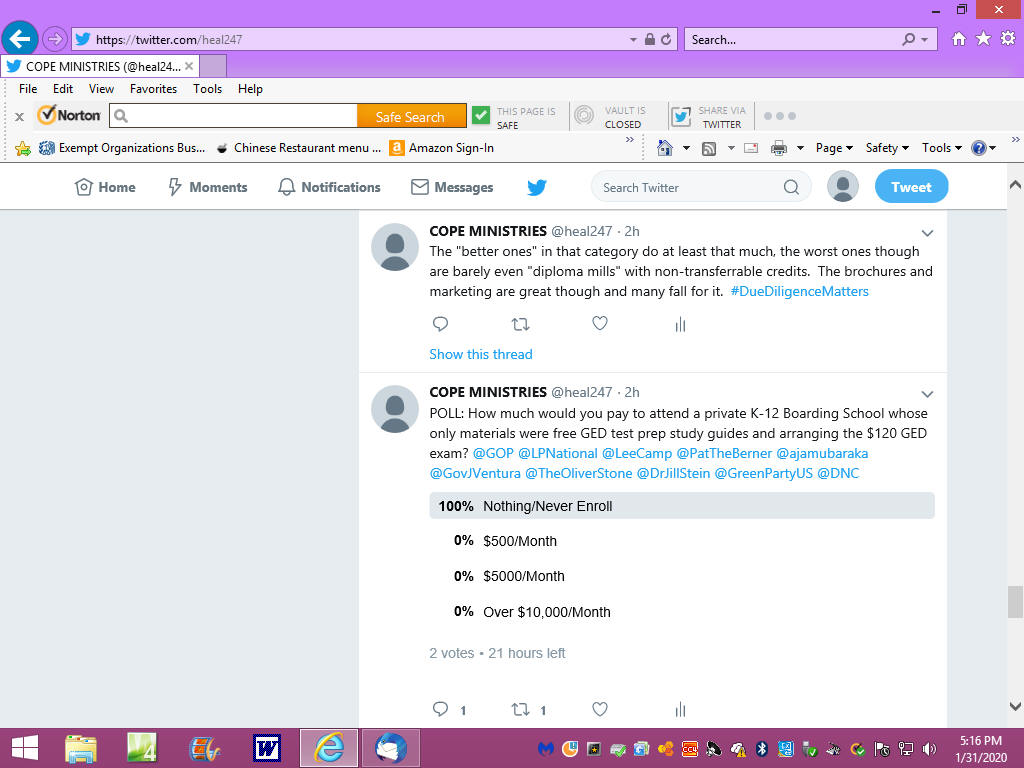 https://twitter.com/heal247
Search...
COPE MINISTRIES (@heal24...
File Edit View Favorites Tools Help
Norton
Safe Search
THIS PAGE IS
SAFE
VAULT IS
CLOSED
SHARE VIA
TWITTER
Exempt Organizations Bus... Chinese Restaurant menu ... Amazon Sign-In
Page Safety Tools
Home Moments Notifications Messages
Search Twitter
Tweet
COPE MINISTRIES @heal247 · 2h
The "better ones" in that category do at least that much, the worst ones though
are barely even "diploma mills" with non-transferrable credits. The brochures and
marketing are great though and many fall for it. #DueDiligenceMatters
Show this thread
COPE MINISTRIES @heal247 · 2h
POLL: How much would you pay to attend a private K-12 Boarding School whose
only materials were free GED test prep study guides and arranging the $120 GED
exam? @GOP @LPNational @LeeCamp @PatTheBerner @ajamubaraka
@GovJVentura @TheOliverStone @DrJillStein @GreenPartyUS @DNC
100% Nothing/Never Enroll
0% $500/Month
0% $5000/Month
0% Over $10,000/Month
2 votes • 21 hours left
1 1
5:16 PM
1/31/2020